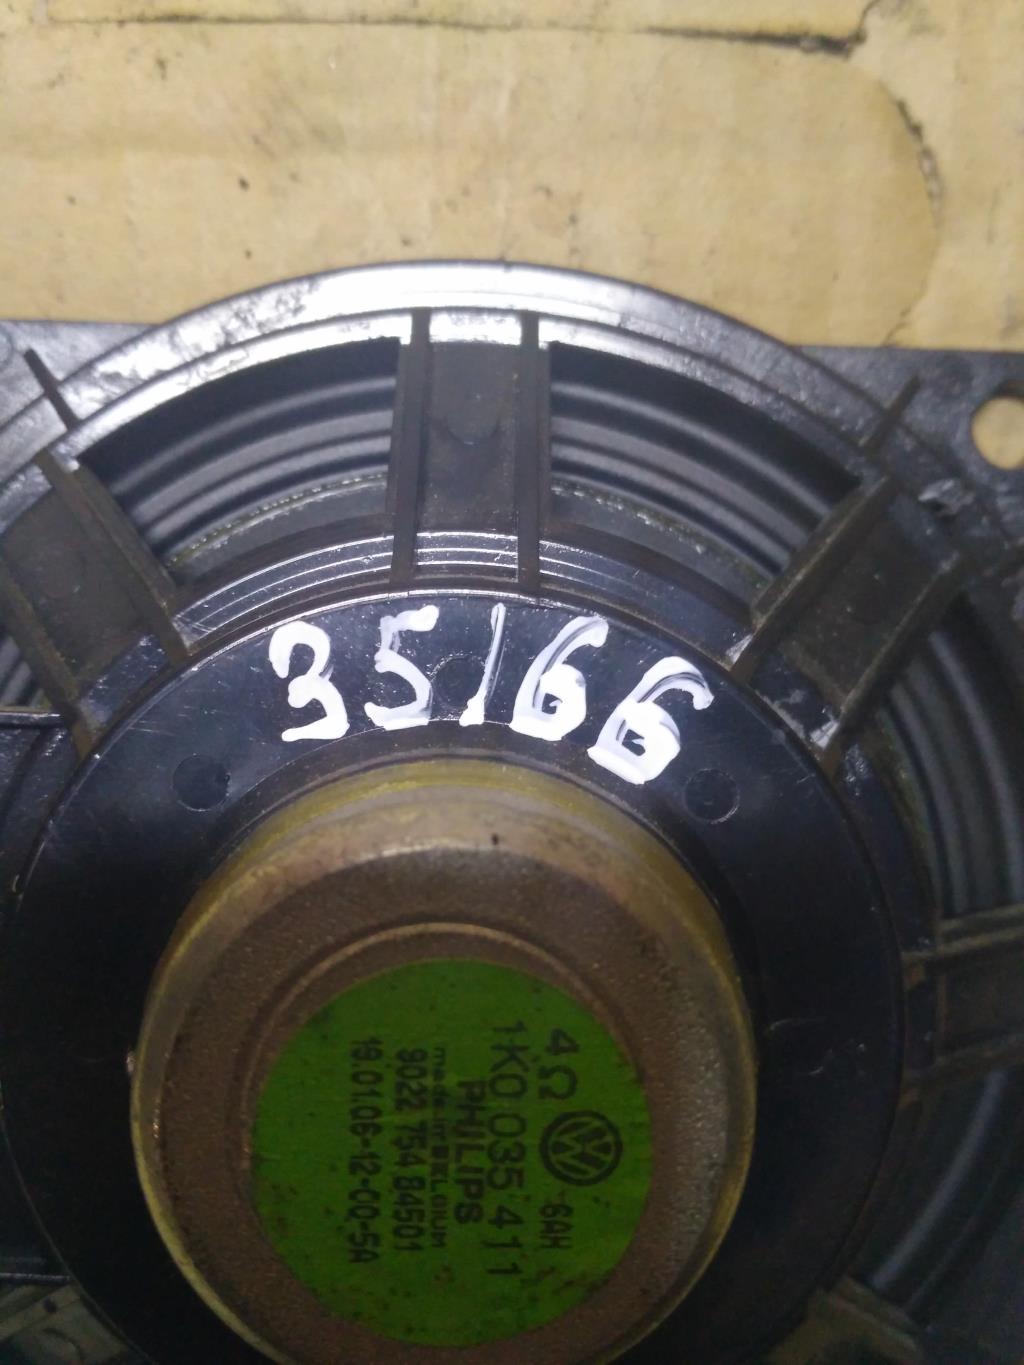 35166
4Ω 6AH
1K0 035 411
PHILIPS
made in BELGIUM
9022 754 84501
19.01.06-12-00-5A